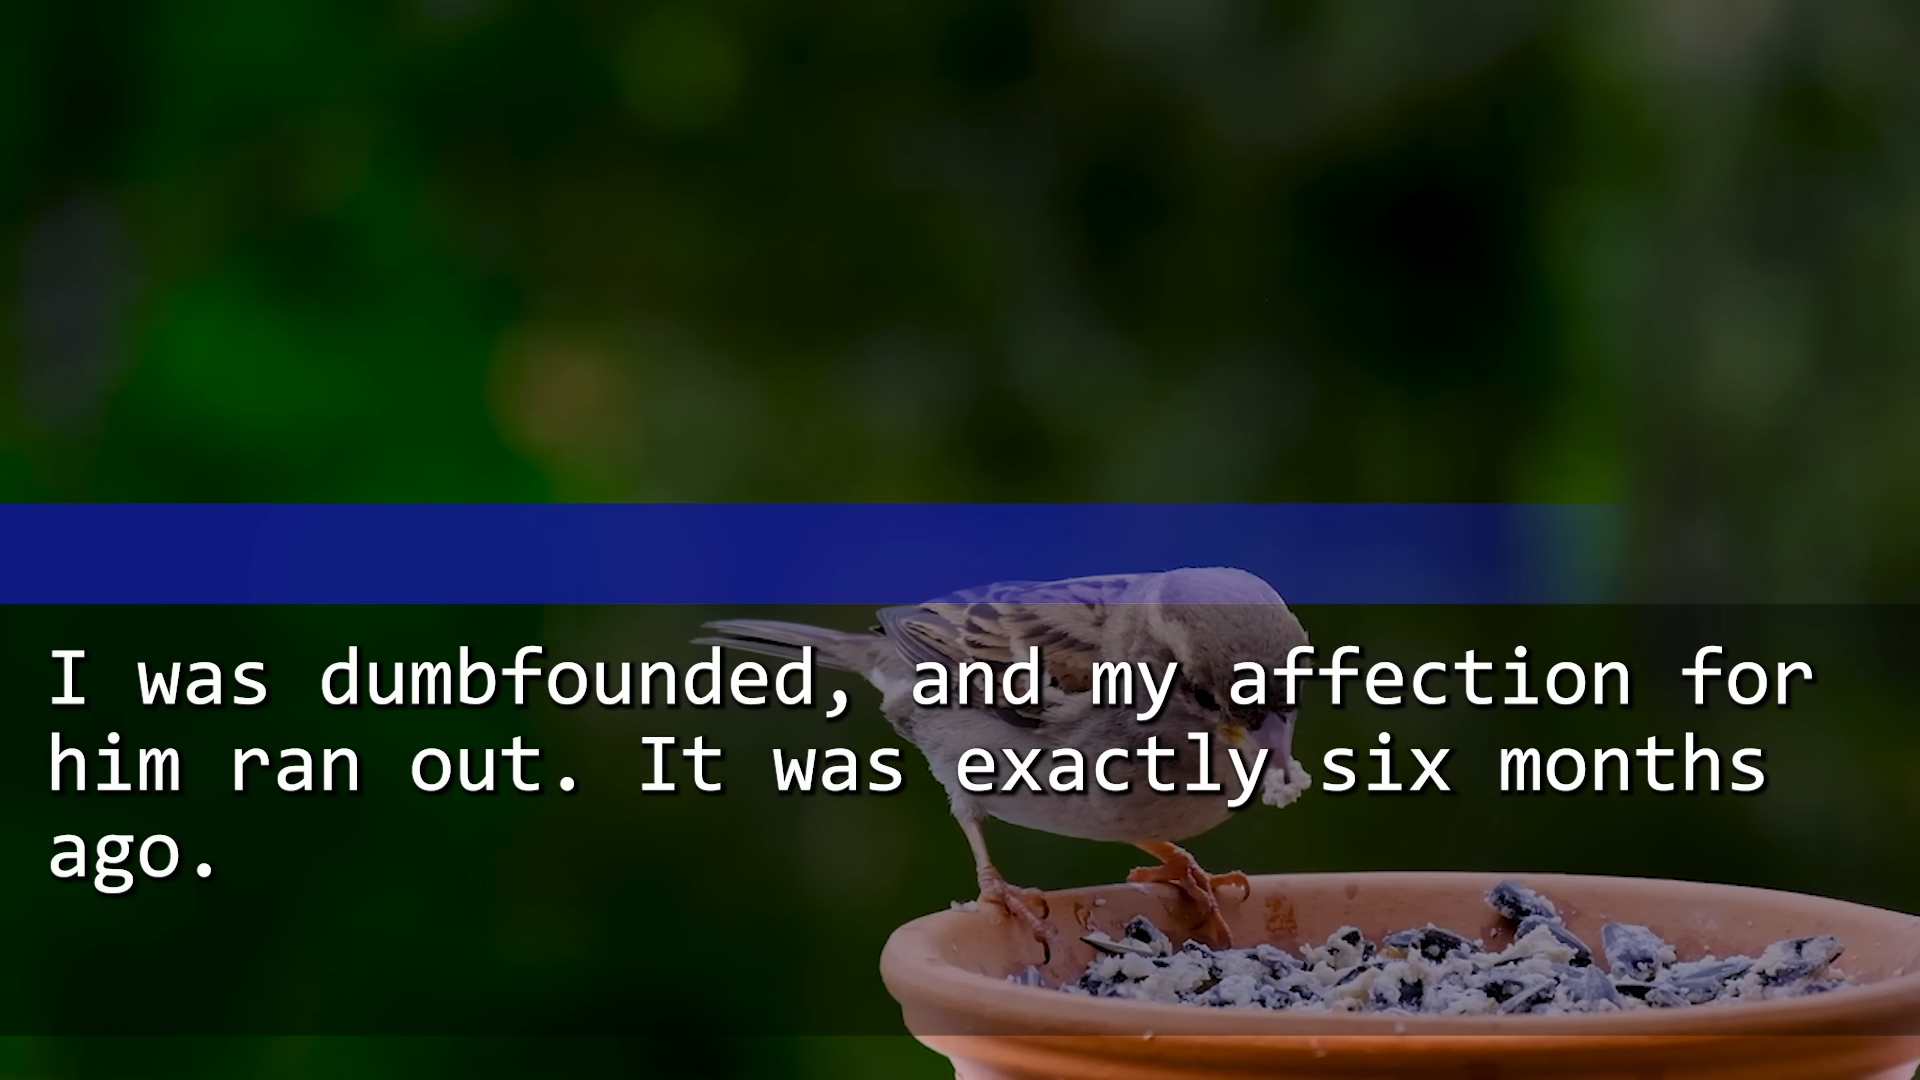 I was dumbfounded, and my affection for
him ran out. It was exactly six months
ago.